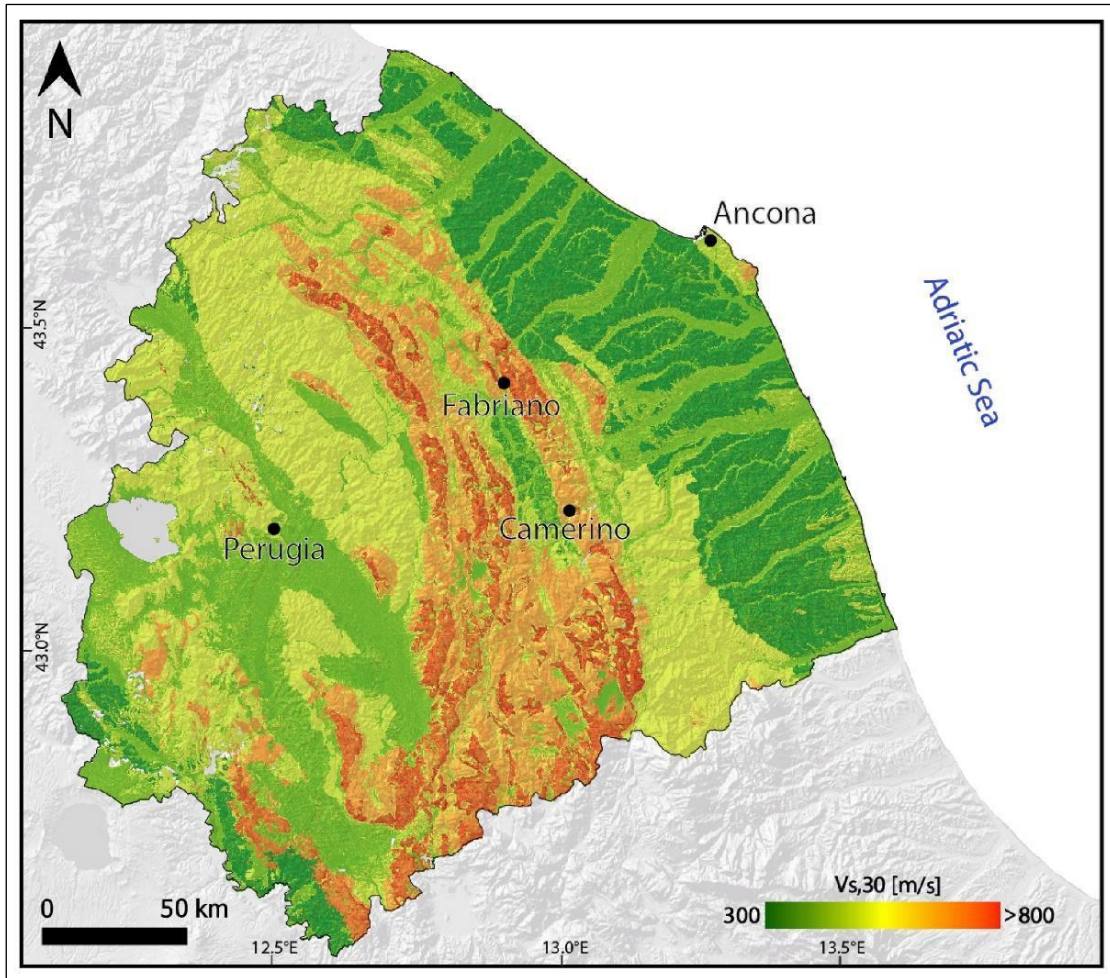 N
Ancona
Adriatic Sea
43.5°N
Fabriano
Camerino
Perugia
43.0°N
0 50 km
Vs,30 [m/s]
300 >800
12.5°E 13.0°E 13.5°E